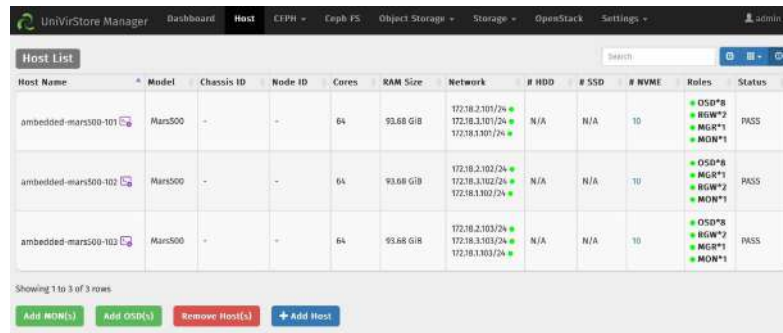 UniVirStore Manager Dashboard Host CEPH Ceph FS Object Storage Storage OpenStack Settings admin
Host List
Search
Host Name Model Chassis ID Node ID Cores RAM Size Network # HDD # SSD # NVME Roles Status
ambedded-mars500-101 Mars500 - - 64 93.68 GiB 172.18.2.101/24 N/A N/A 10 OSD*8 PASS
172.18.3.101/24 RGW*2
172.18.1.101/24 MGR*1
MON*1
ambedded-mars500-102 Mars500 - - 64 93.68 GiB 172.18.2.102/24 N/A N/A 10 OSD*8 PASS
172.18.3.102/24 MGR*1
172.18.1.102/24 RGW*2
MON*1
ambedded-mars500-103 Mars500 - - 64 93.68 GiB 172.18.2.103/24 N/A N/A 10 OSD*8 PASS
172.18.3.103/24 RGW*2
172.18.1.103/24 MGR*1
MON*1
Showing 1 to 3 of 3 rows
Add MON(s) Add OSD(s) Remove Host(s) + Add Host